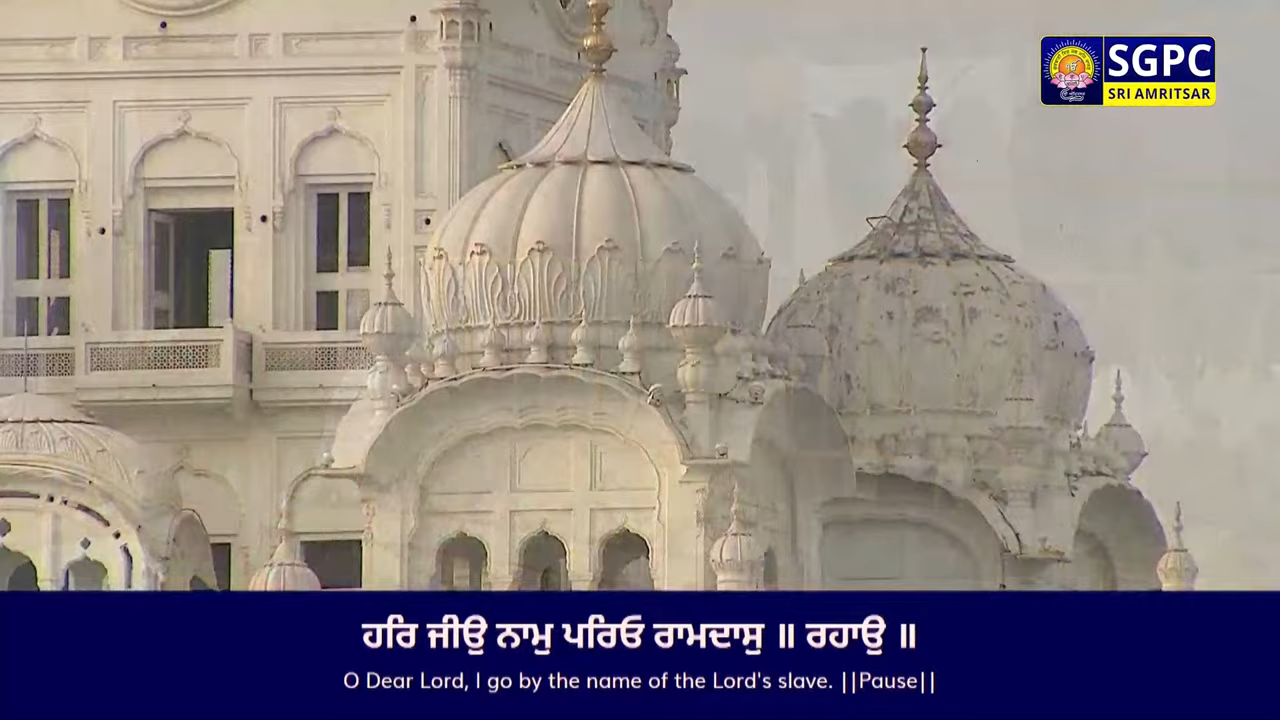 SGPC
SRI AMRITSAR
ਹਰਿ ਜੀਉ ਨਾਮੁ ਪਰਿਓ ਰਾਮਦਾਸੁ ॥ ਰਹਾਉ ॥
O Dear Lord, I go by the name of the Lord's slave. ||Pause||